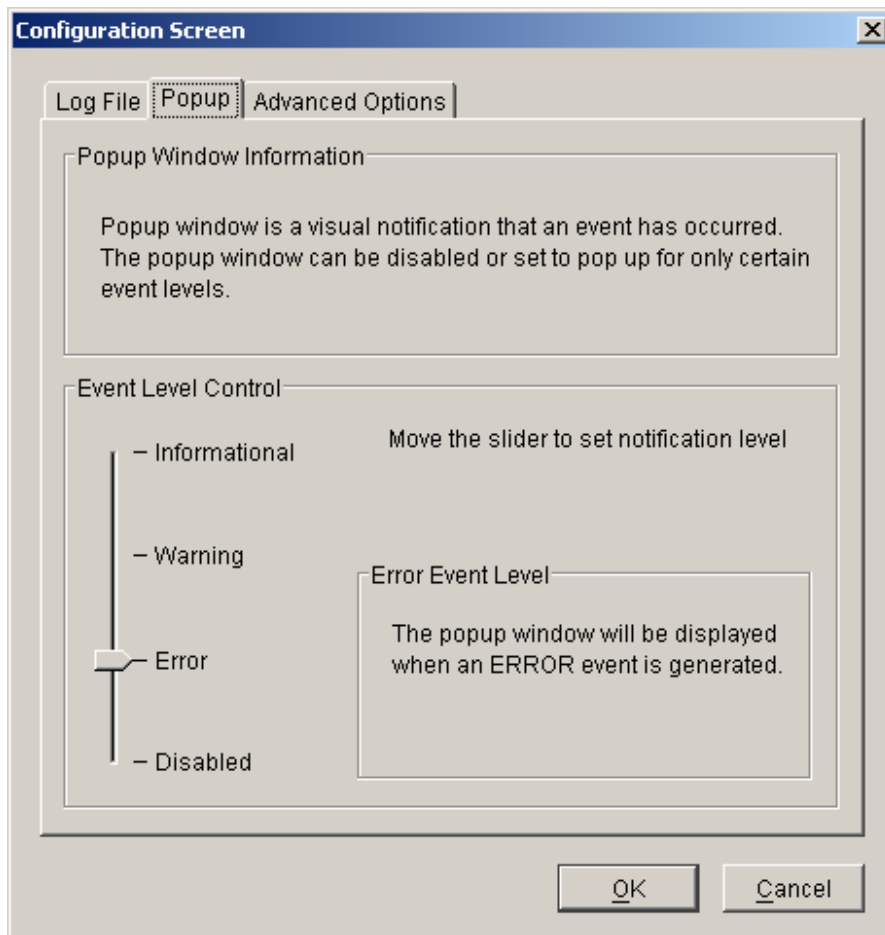 Configuration Screen
Log File
Popup
Advanced Options
Popup Window Information
Popup window is a visual notification that an event has occurred.
The popup window can be disabled or set to pop up for only certain
event levels.
Event Level Control
Move the slider to set notification level
Informational
Warning
Error
Disabled
Error Event Level
The popup window will be displayed
when an ERROR event is generated.
OK
Cancel